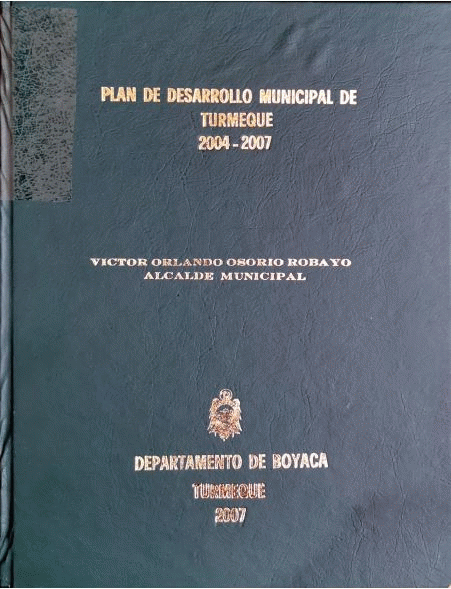 PLAN DE DESARROLLO MUNICIPAL DE
TURMEQUE
2004-2007
VICTOR ORLANDO OSORIO ROBAYO
ALCALDE MUNICIPAL
DEPARTAMENTO DE BOYACA
TURMEQUE
2007